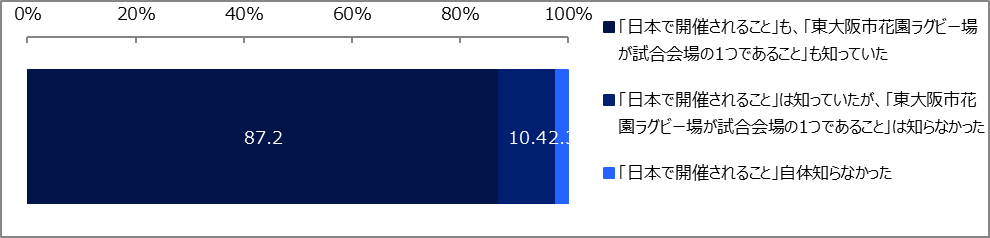 0% 20% 40% 60% 80% 100%
87.2 10.4 2.3
「日本で開催されること」も、「東大阪市花園ラグビー場
が試合会場の1つであること」も知っていた
「日本で開催されること」は知っていたが、「東大阪市花
園ラグビー場が試合会場の1つであること」は知らなかった
「日本で開催されること」自体知らなかった